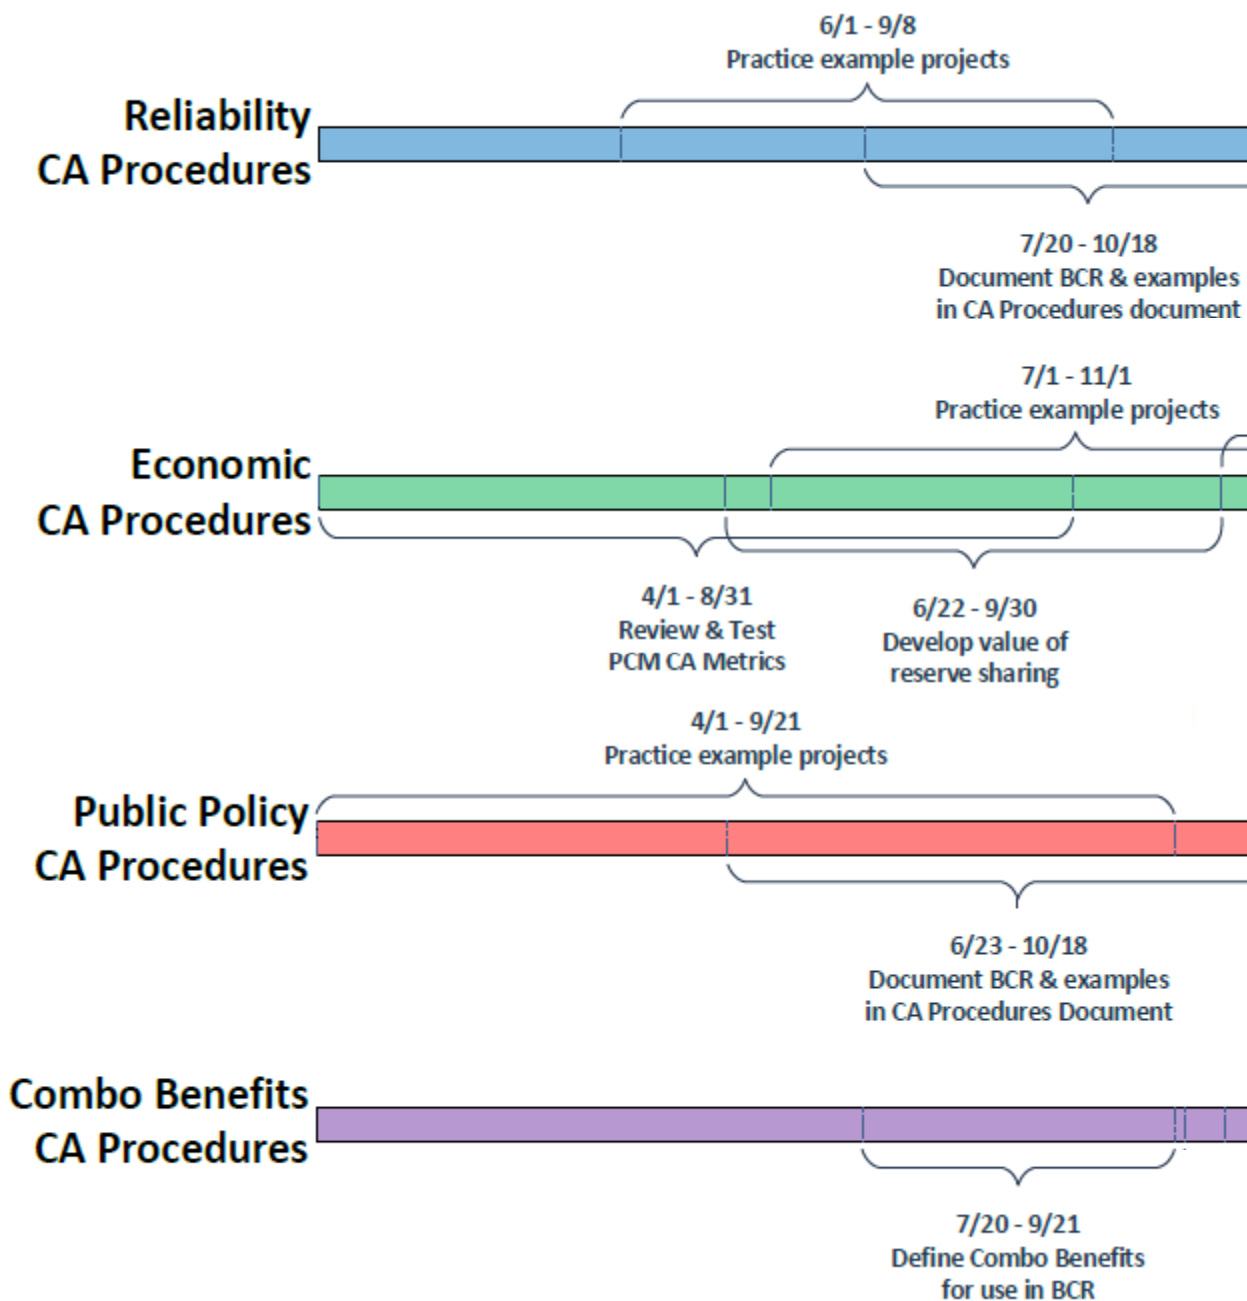 6/1 - 9/8
Practice example projects
Reliability
CA Procedures
7/20 - 10/18
Document BCR & examples
in CA Procedures document
7/1 - 11/1
Practice example projects
Economic
CA Procedures
4/1 - 8/31
Review & Test
PCM CA Metrics
6/22 - 9/30
Develop value of
reserve sharing
4/1 - 9/21
Practice example projects
Public Policy
CA Procedures
6/23 - 10/18
Document BCR & examples
in CA Procedures Document
Combo Benefits
CA Procedures
7/20 - 9/21
Define Combo Benefits
for use in BCR